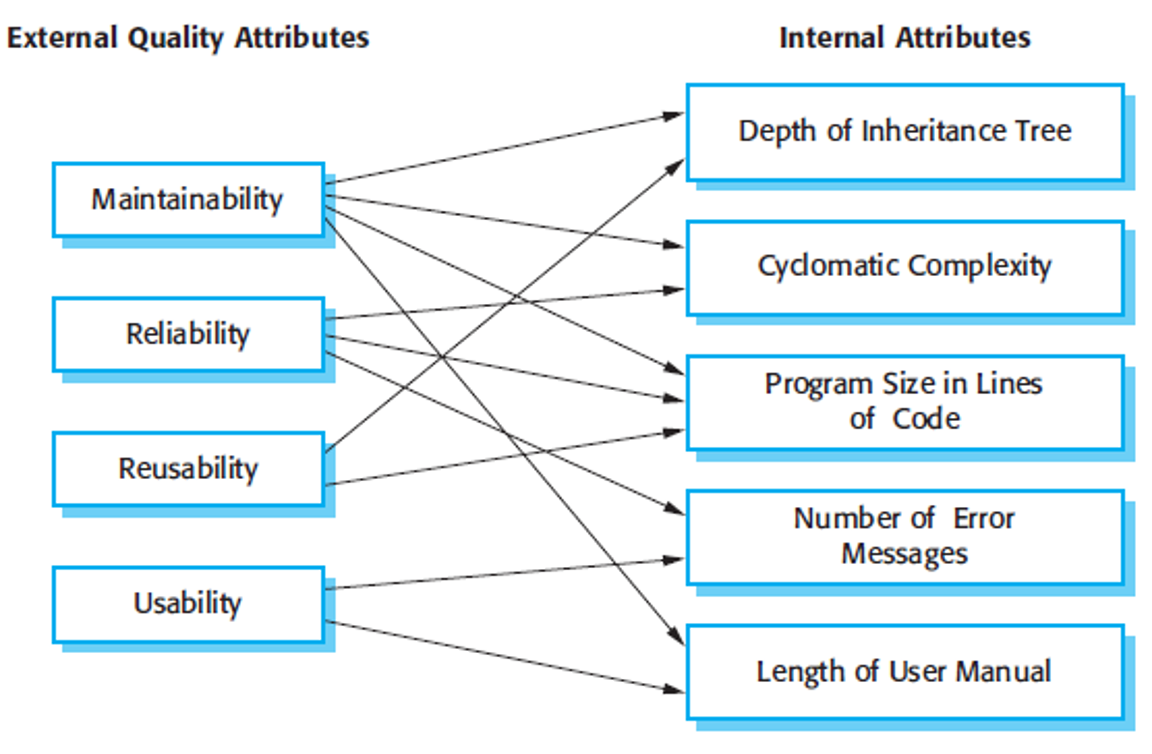 External Quality Attributes
Internal Attributes
Maintainability
Reliability
Reusability
Usability
Depth of Inheritance Tree
Cyclomatic Complexity
Program Size in Lines
of Code
Number of Error
Messages
Length of User Manual